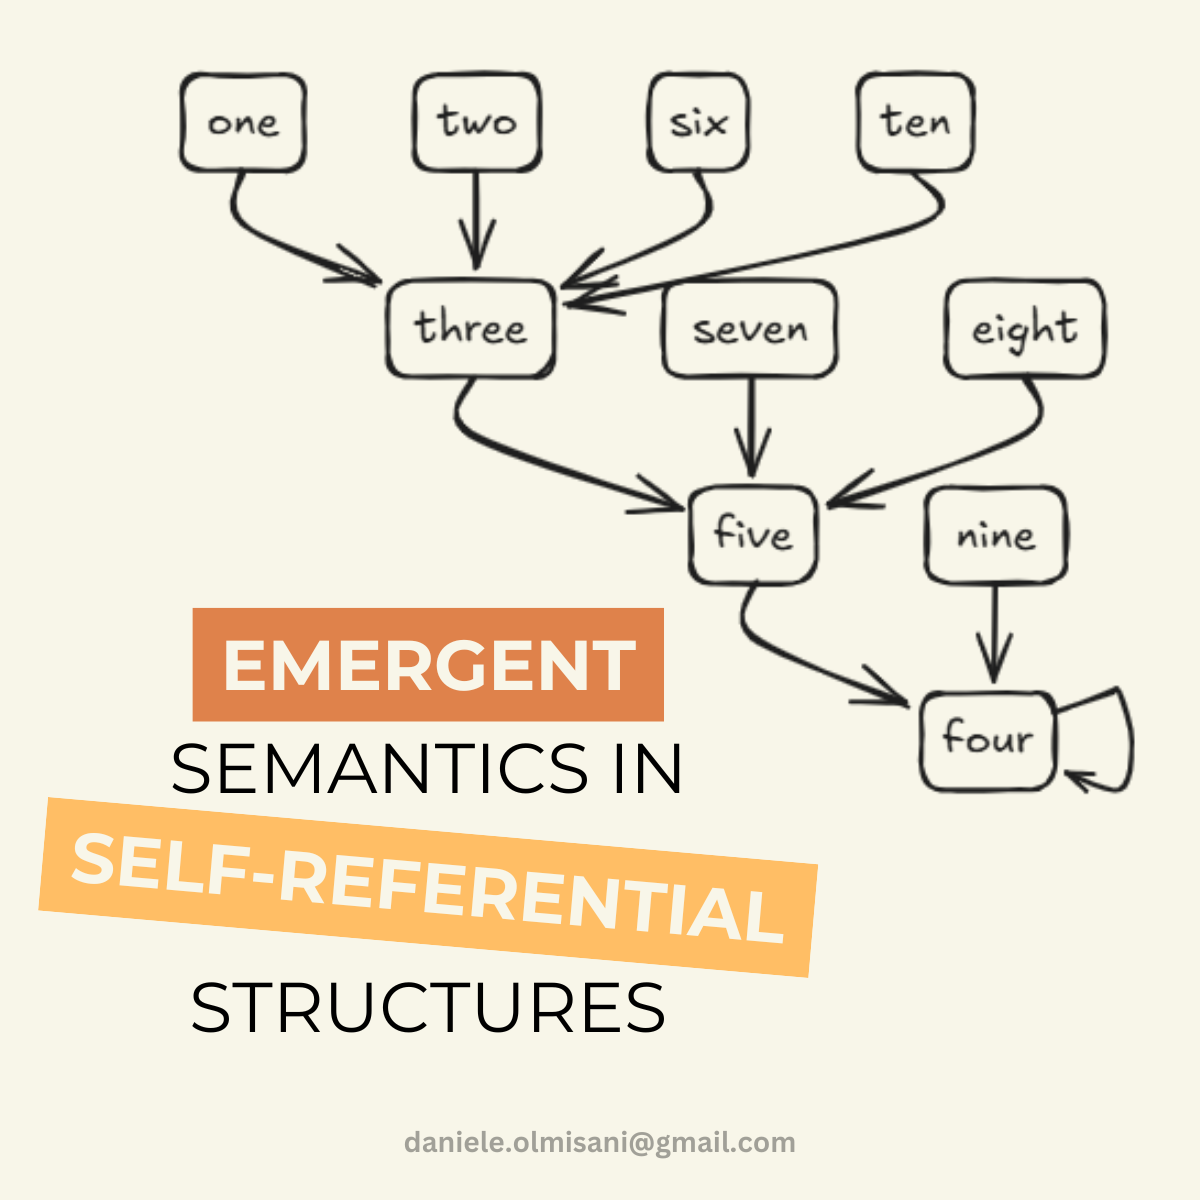 one two six ten
three seven eight
five nine
four
EMERGENT
SEMANTICS IN
SELF-REFERENTIAL
STRUCTURES
daniele.olmisani@gmail.com